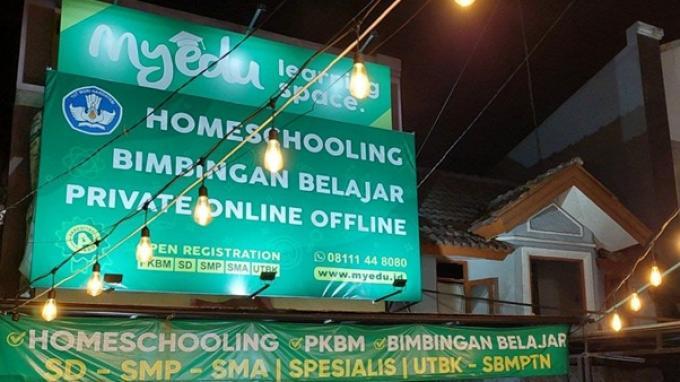 myedu learning space.
HOMESCHOOLING
BIMBINGAN BELAJAR
PRIVATE ONLINE OFFLINE
OPEN REGISTRATION
PKBM | SD | SMP | SMA | UTBK
08111 44 8080
www.myedu.id
HOMESCHOOLING PKBM BIMBINGAN BELAJAR
SD - SMP - SMA | SPESIALIS | UTBK - SBMPTN